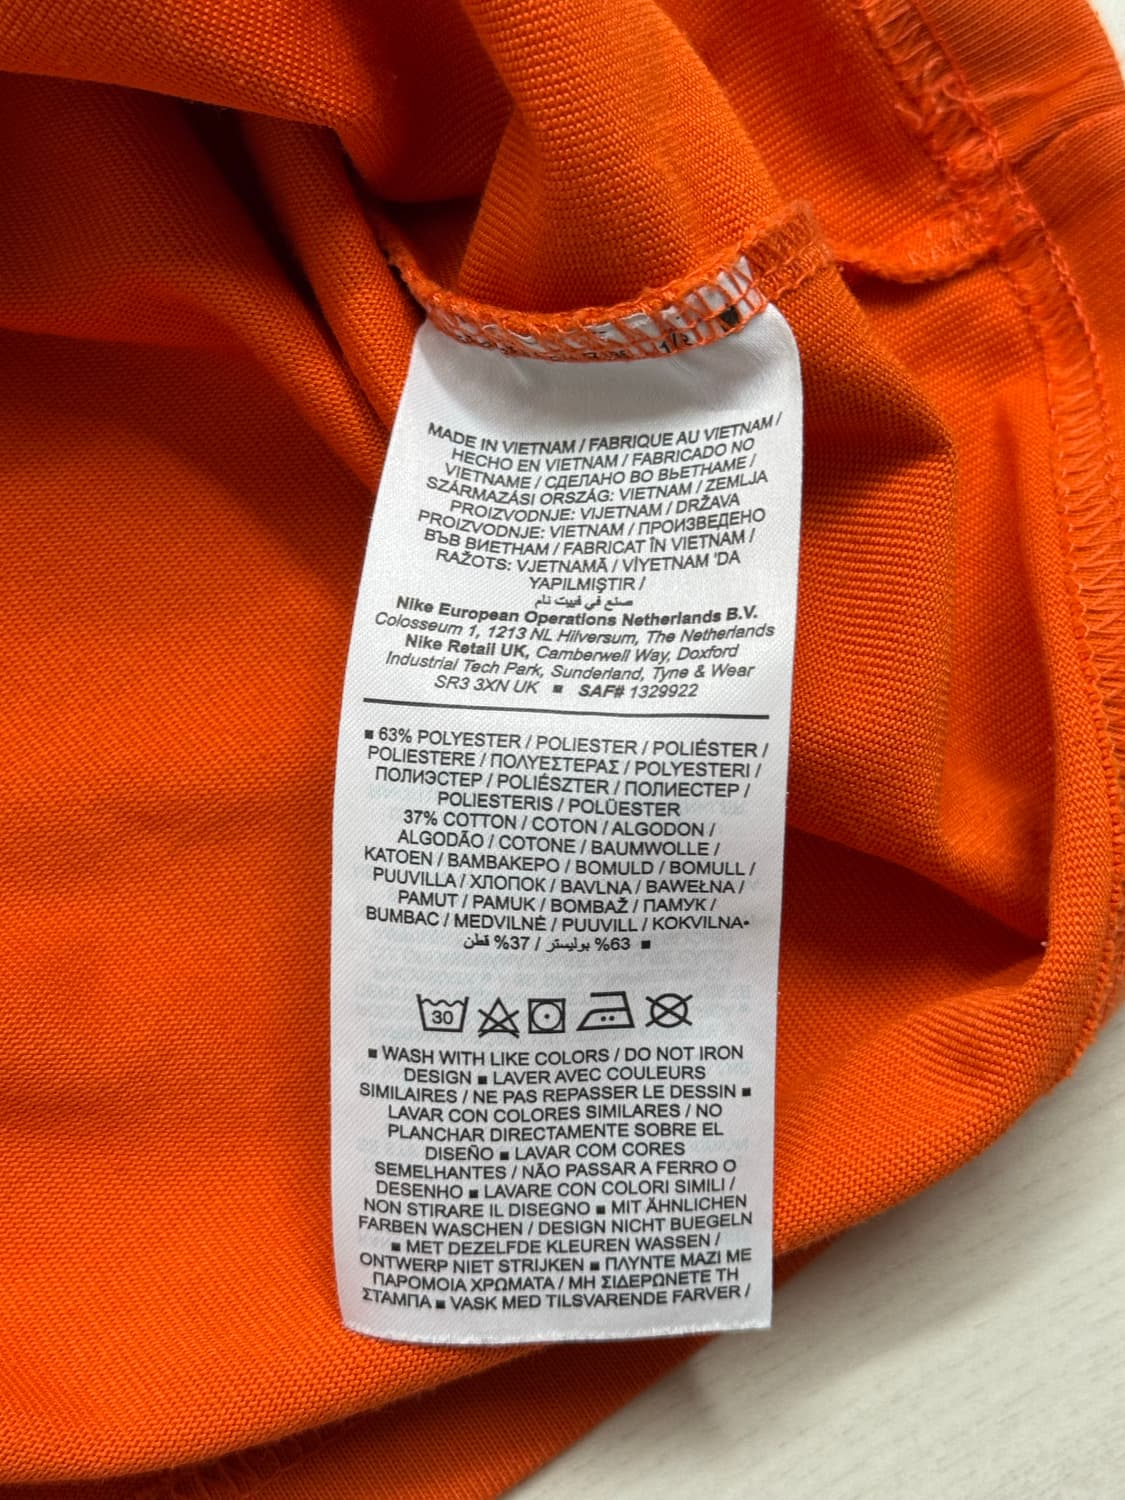 1/2
MADE IN VIETNAM / FABRIQUE AU VIETNAM /
HECHO EN VIETNAM / FABRICADO NO
VIETNAME / СДЕЛАНО ВО ВЬЕТНАМЕ /
SZÁRMAZÁSI ORSZÁG: VIETNAM / ZEMLJA
PROIZVODNJE: VIJETNAM / DRŽAVA
PROIZVODNJE: VIETNAM / ПРОИЗВЕДЕНО
ВЪВ ВИЕТНАМ / FABRICAT ÎN VIETNAM /
RAŽOTS: VJETNAMĀ / VİYETNAM 'DA
YAPILMIŞTIR /
صنع في فييت نام
Nike European Operations Netherlands B.V.
Colosseum 1, 1213 NL Hilversum, The Netherlands
Nike Retail UK, Camberwell Way, Doxford
Industrial Tech Park, Sunderland, Tyne & Wear
SR3 3XN UK ■ SAF# 1329922
■ 63% POLYESTER / POLIESTER / POLIÉSTER /
POLIESTERE / ΠΟΛΥΕΣΤΕΡΑΣ / POLYESTERI /
ПОЛИЭСТЕР / POLIÉSZTER / ПОЛИЕСТЕР /
POLIESTERIS / POLÜESTER
37% COTTON / COTON / ALGODON /
ALGODÃO / COTONE / BAUMWOLLE /
KATOEN / ΒΑΜΒΑΚΕΡΟ / BOMULD / BOMULL /
PUUVILLA / ХЛОПОК / BAVLNA / BAWEŁNA /
PAMUT / PAMUK / BOMBAŽ / ПАМУК /
BUMBAC / MEDVILNĖ / PUUVILL / KOKVILNA▪
■ 63% بوليستر / 37% قطن
30
■ WASH WITH LIKE COLORS / DO NOT IRON
DESIGN ■ LAVER AVEC COULEURS
SIMILAIRES / NE PAS REPASSER LE DESSIN ■
LAVAR CON COLORES SIMILARES / NO
PLANCHAR DIRECTAMENTE SOBRE EL
DISEÑO ■ LAVAR COM CORES
SEMELHANTES / NÃO PASSAR A FERRO O
DESENHO ■ LAVARE CON COLORI SIMILI /
NON STIRARE IL DISEGNO ■ MIT ÄHNLICHEN
FARBEN WASCHEN / DESIGN NICHT BUEGELN
■ MET DEZELFDE KLEUREN WASSEN /
ONTWERP NIET STRIJKEN ■ ΠΛΥΝΤΕ ΜΑΖΙ ΜΕ
ΠΑΡΟΜΟΙΑ ΧΡΩΜΑΤΑ / ΜΗ ΣΙΔΕΡΩΝΕΤΕ ΤΗ
ΣΤΑΜΠΑ ■ VASK MED TILSVARENDE FARVER /